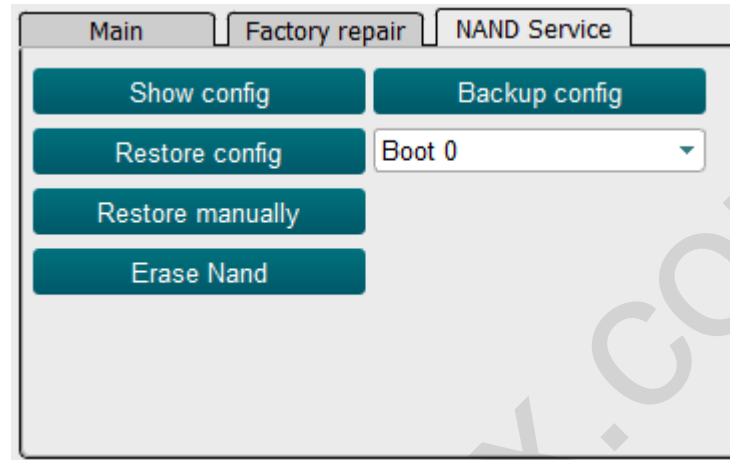 Main Factory repair NAND Service
Show config Backup config
Restore config Boot 0
Restore manually
Erase Nand